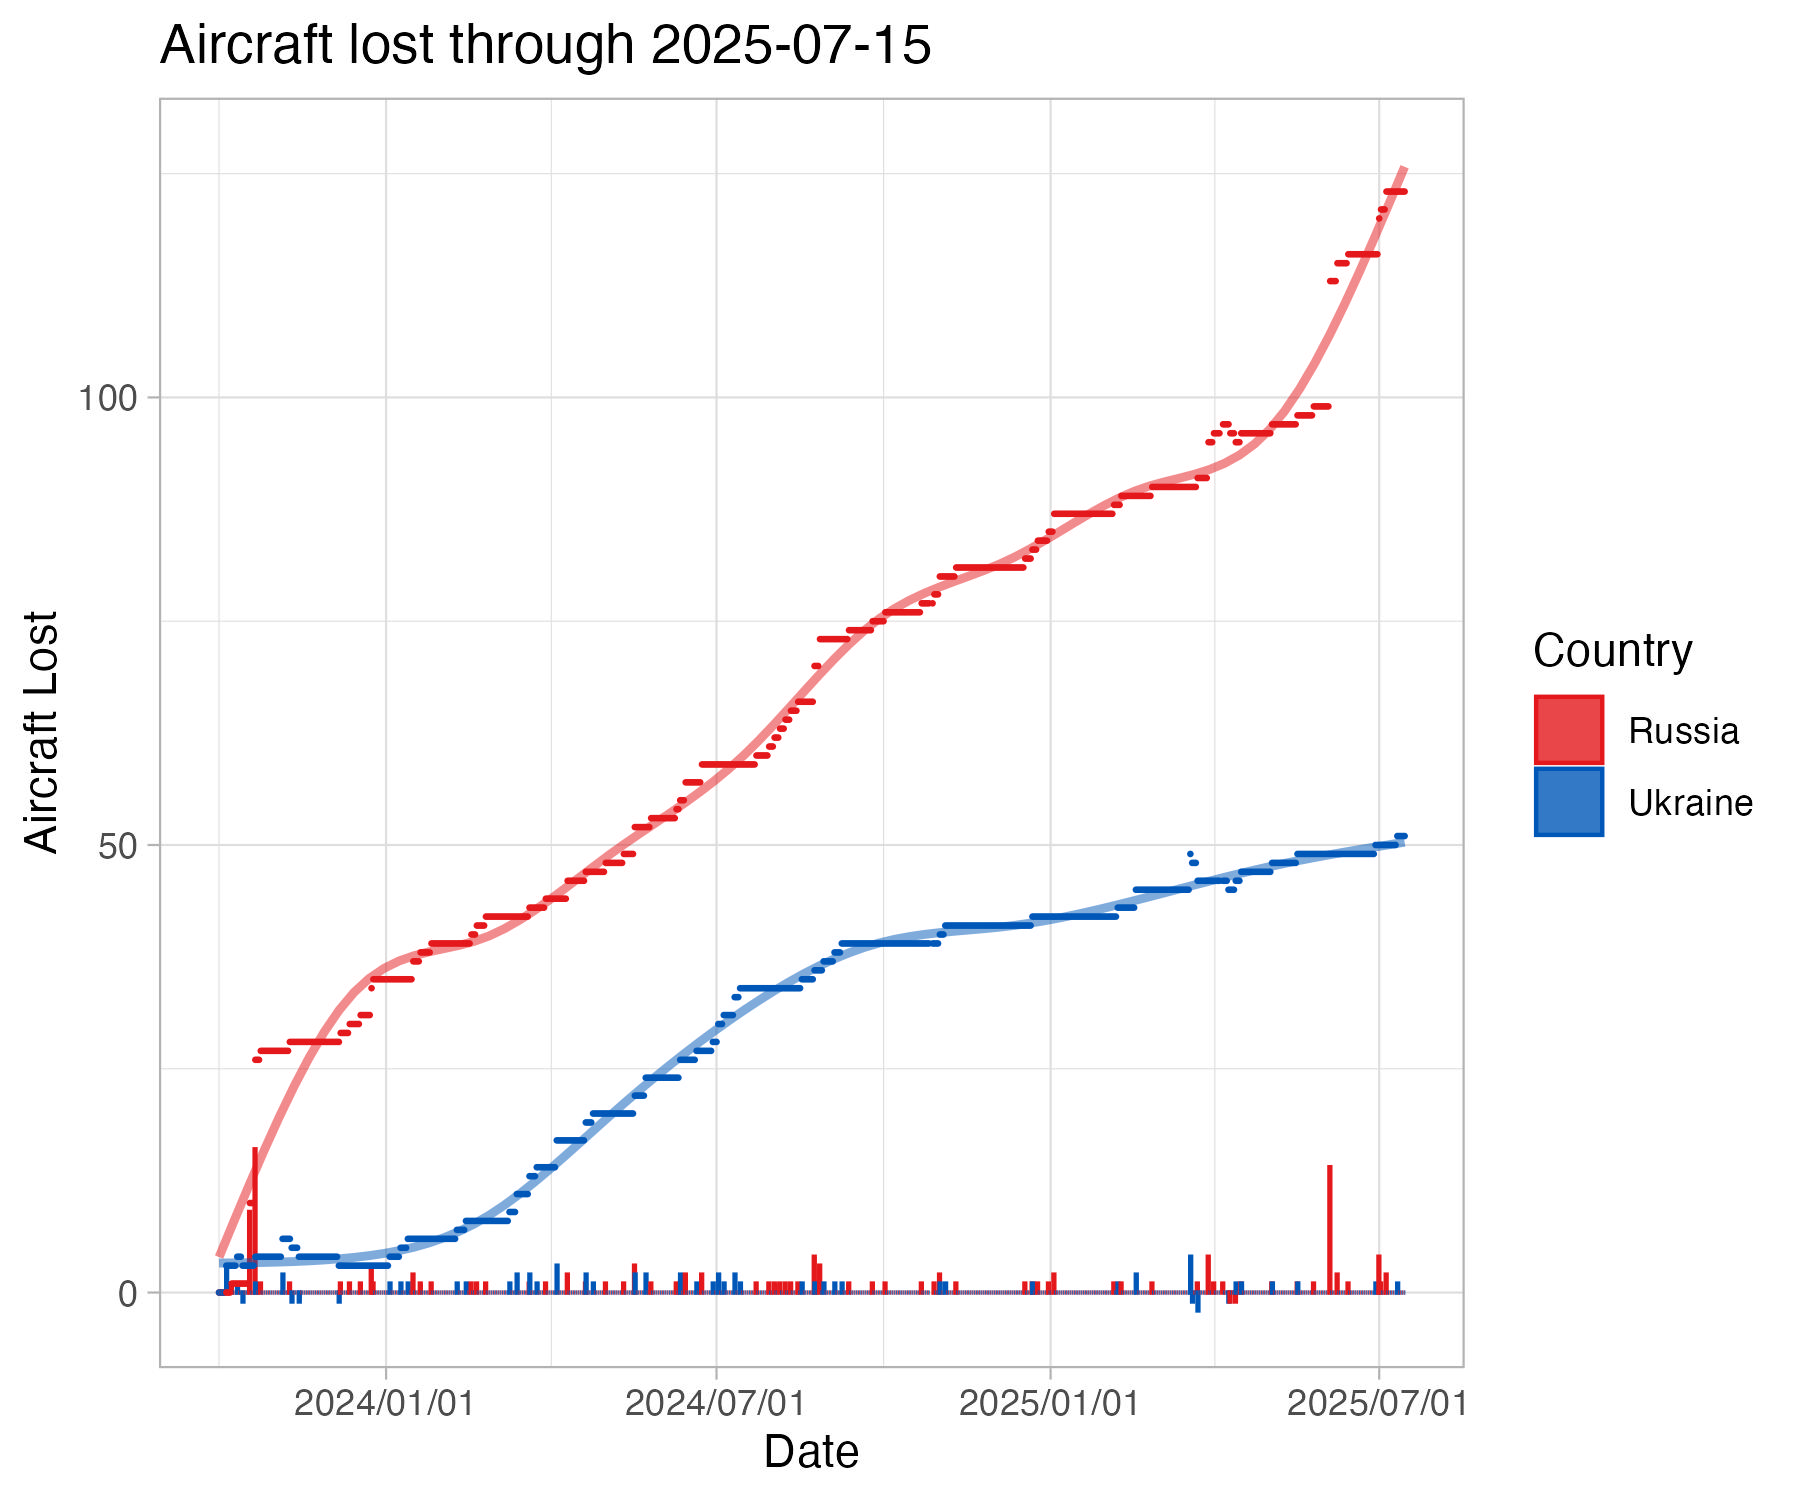 Aircraft lost through 2025-07-15
Aircraft Lost
100
50
0
2024/01/01
2024/07/01
2025/01/01
2025/07/01
Date
Country
Russia
Ukraine